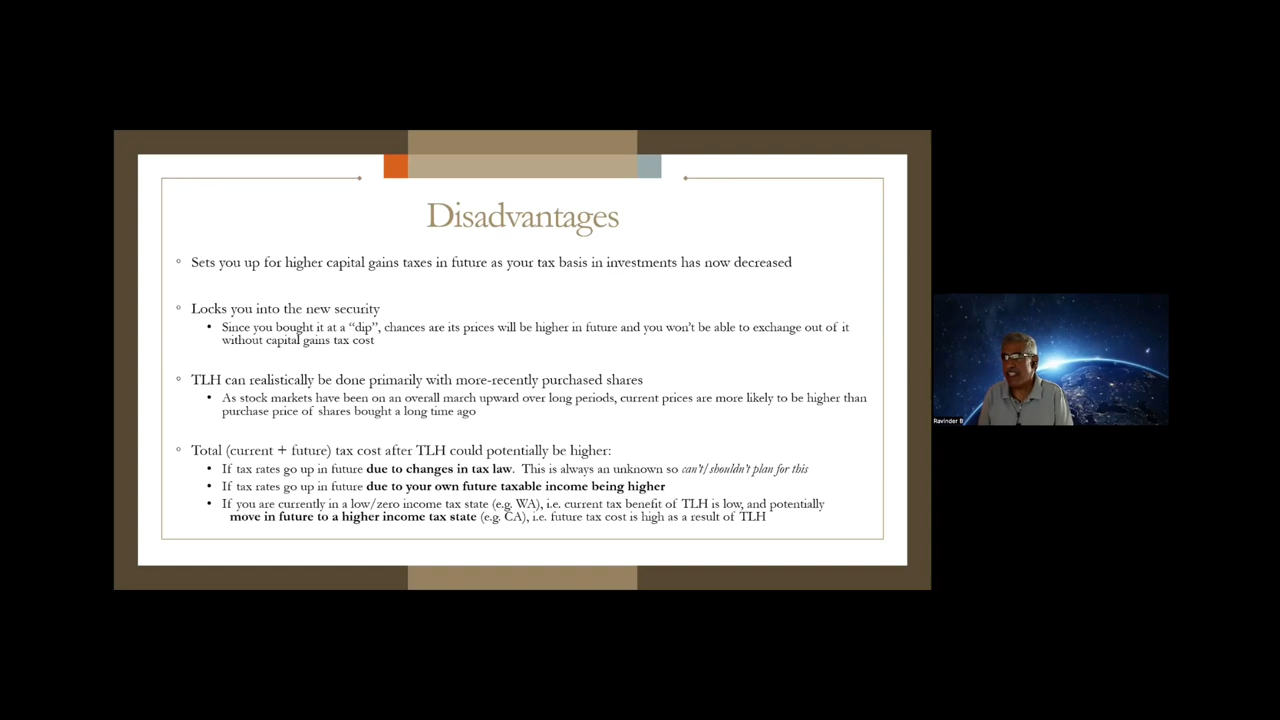 Disadvantages
Sets you up for higher capital gains taxes in future as your tax basis in investments has now decreased
Locks you into the new security
Since you bought it at a “dip”, chances are its prices will be higher in future and you won’t be able to exchange out of it
without capital gains tax cost
TLH can realistically be done primarily with more-recently purchased shares
As stock markets have been on an overall march upward over long periods, current prices are more likely to be higher than
purchase price of shares bought a long time ago
Total (current + future) tax cost after TLH could potentially be higher:
If tax rates go up in future due to changes in tax law. This is always an unknown so can’t/shouldn’t plan for this
If tax rates go up in future due to your own future taxable income being higher
If you are currently in a low/zero income tax state (e.g. WA), i.e. current tax benefit of TLH is low, and potentially
move in future to a higher income tax state (e.g. CA), i.e. future tax cost is high as a result of TLH
Ravinder B